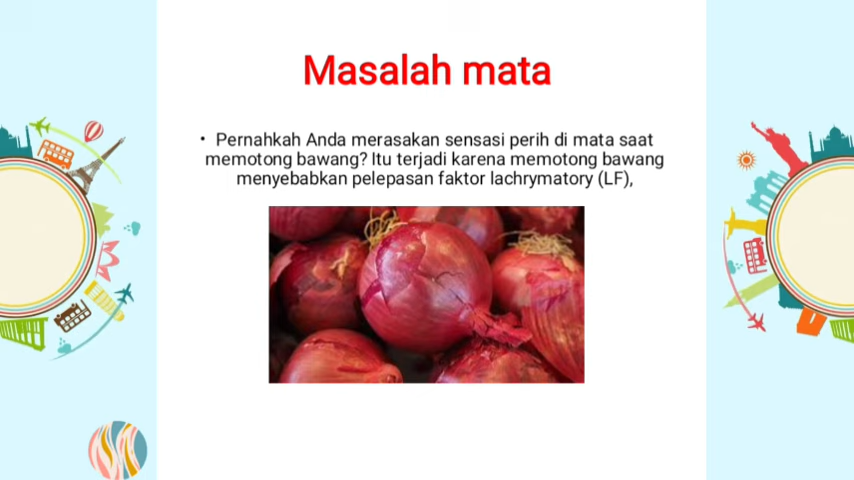 Masalah mata
• Pernahkah Anda merasakan sensasi perih di mata saat
memotong bawang? Itu terjadi karena memotong bawang
menyebabkan pelepasan faktor lachrymatory (LF),